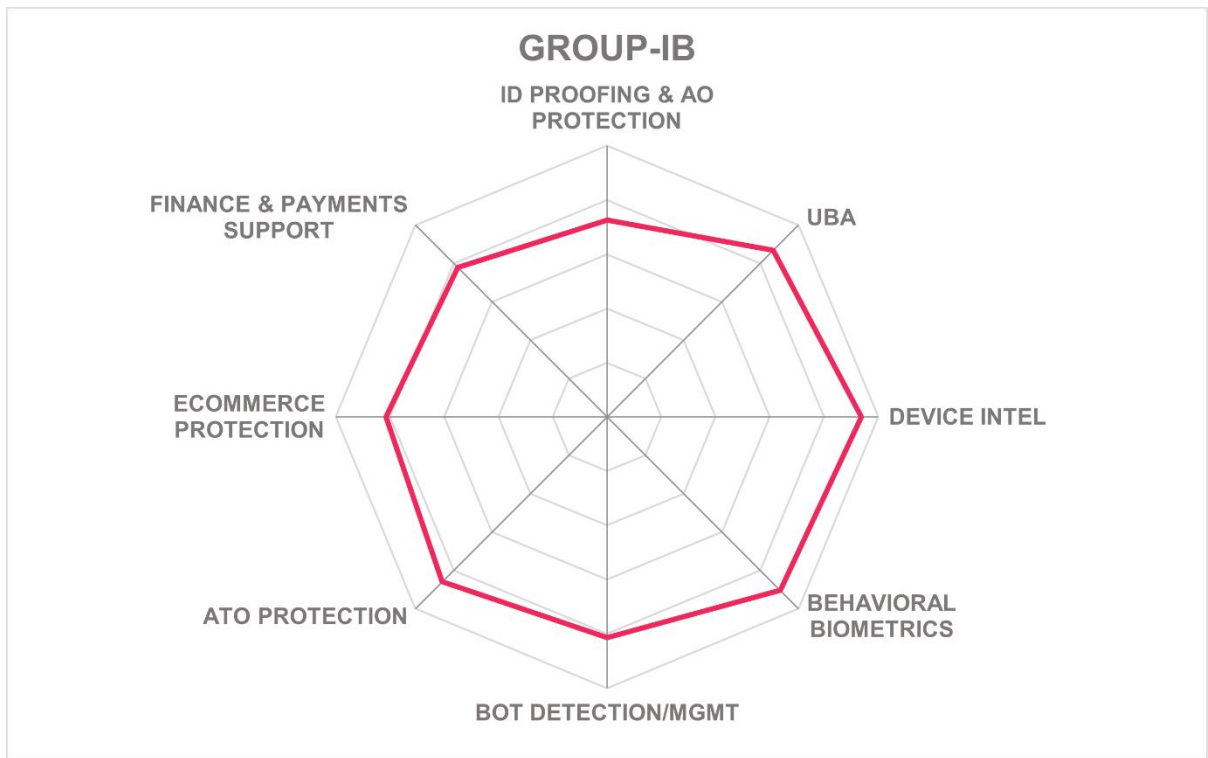 GROUP-IB
ID PROOFING & AO
PROTECTION
FINANCE & PAYMENTS
SUPPORT
UBA
ECOMMERCE
PROTECTION
DEVICE INTEL
ATO PROTECTION
BEHAVIORAL
BIOMETRICS
BOT DETECTION/MGMT